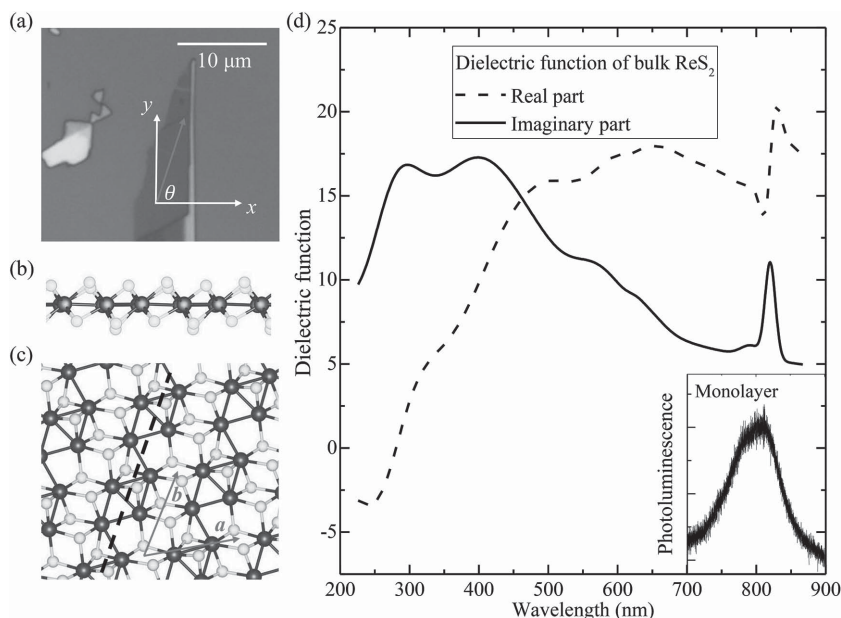 (a)
10 μm
y
θ
x
(b)
(c)
b
a
(d)
25
20
15
10
5
0
-5
Dielectric function
Dielectric function of bulk ReS₂
Real part
Imaginary part
Monolayer
Photoluminescence
200 300 400 500 600 700 800 900
Wavelength (nm)